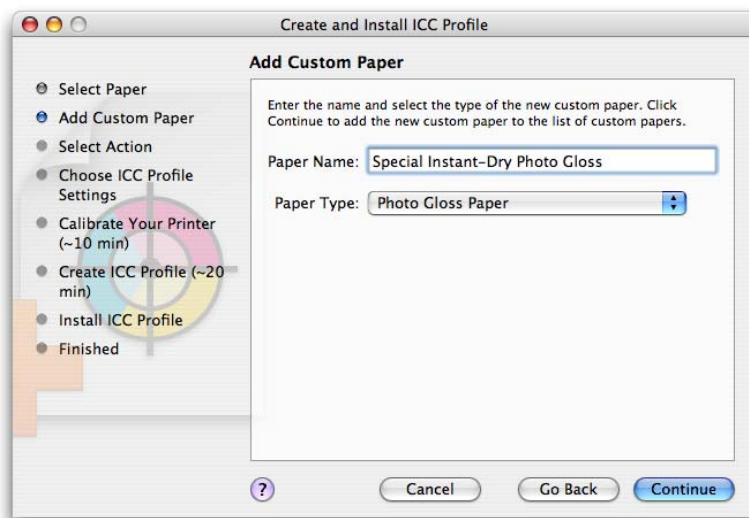 Create and Install ICC Profile
Add Custom Paper
Select Paper
Add Custom Paper
Select Action
Choose ICC Profile
Settings
Calibrate Your Printer
(~10 min)
Create ICC Profile (~20
min)
Install ICC Profile
Finished
Enter the name and select the type of the new custom paper. Click
Continue to add the new custom paper to the list of custom papers.
Paper Name: Special Instant-Dry Photo Gloss
Paper Type: Photo Gloss Paper
? Cancel Go Back Continue